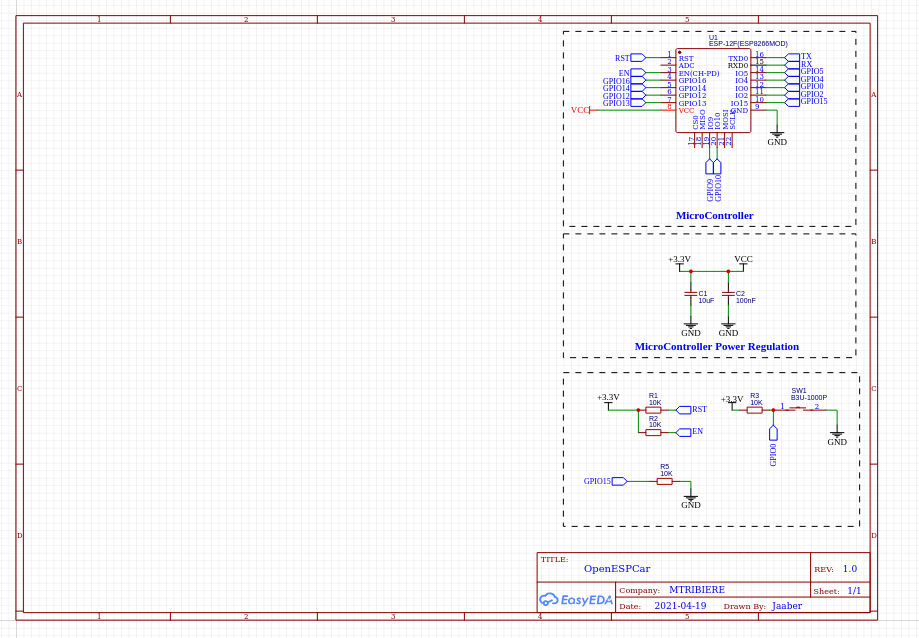 1 2 3 4 5
A A
B B
C C
D D
U1
ESP-12F(ESP8266MOD)
RST 1 RST TXD0 16 TX
2 ADC RXD0 15 RX
EN 3 EN(CH-PD) IO5 14 GPIO5
GPIO16 4 GPIO16 IO4 13 GPIO4
GPIO14 5 GPIO14 IO0 12 GPIO0
GPIO12 6 GPIO12 IO2 11 GPIO2
GPIO13 7 GPIO13 IO15 10 GPIO15
VCC 8 VCC GND 9
CS0 MISO IO9 IO10 MOSI SCLK
17 18 19 20 21 22
GND
GPIO9 GPIO10
MicroController
+3.3V VCC
C1
10uF
C2
100nF
GND GND
MicroController Power Regulation
+3.3V
R1
10K
RST
R2
10K
EN
+3.3V
R3
10K
SW1
B3U-1000P
1 2
GPIO0
GND
GPIO15
R5
10K
GND
TITLE:
OpenESPCar
REV: 1.0
EasyEDA
Company: MTRIBIERE
Sheet: 1/1
Date: 2021-04-19 Drawn By: Jaaber
1 2 3 4 5